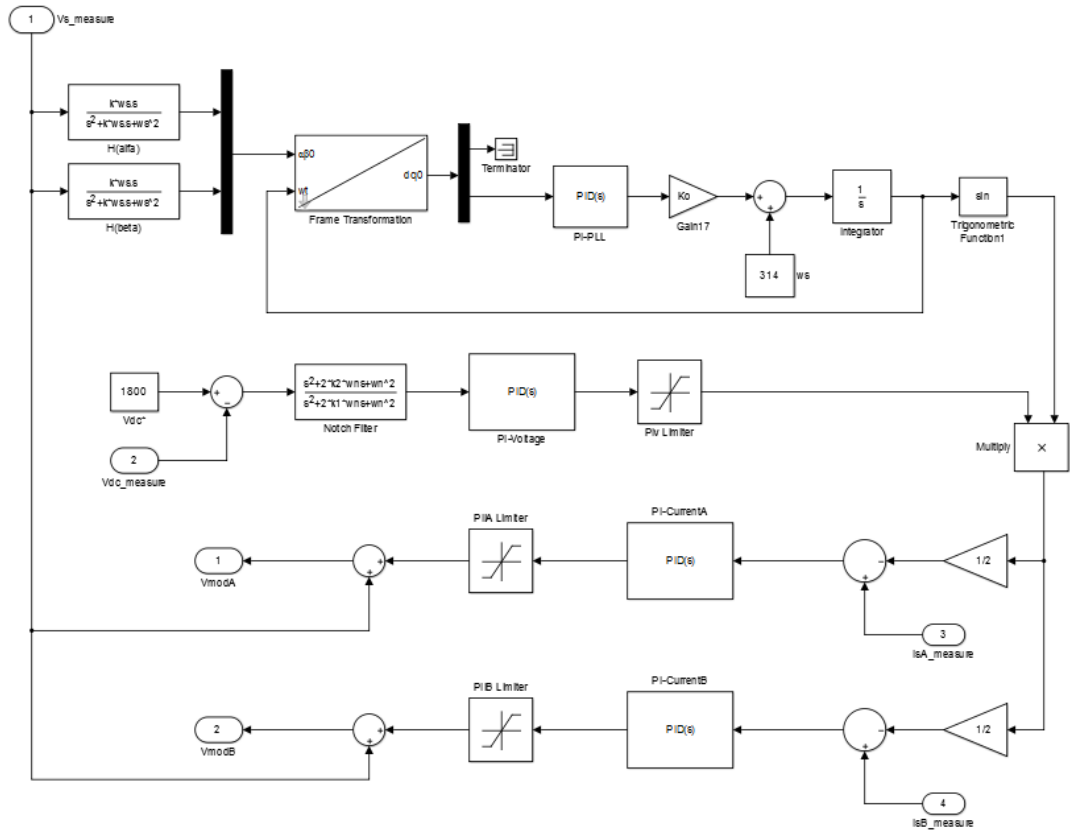 1
Vs_measure
k*ws.s
s^2+k*ws.s+ws^2
H(alfa)
k*ws.s
s^2+k*ws.s+ws^2
H(beta)
αβ0
wt
dq0
Frame Transformation
Terminator
PID(s)
PI-PLL
Ko
Gain17
+
+
314
ws
1
s
Integrator
sin
Trigonometric
Function1
1800
Vdc*
+
−
2
Vdc_measure
s^2+2*k2*wns+wn^2
s^2+2*k1*wns+wn^2
Notch Filter
PID(s)
PI-Voltage
PIv Limiter
Multiply
×
1
VmodA
+
+
PIiA Limiter
PI-CurrentA
PID(s)
−
+
1/2
3
IsA_measure
2
VmodB
+
+
PIiB Limiter
PI-CurrentB
PID(s)
−
+
1/2
4
IsB_measure